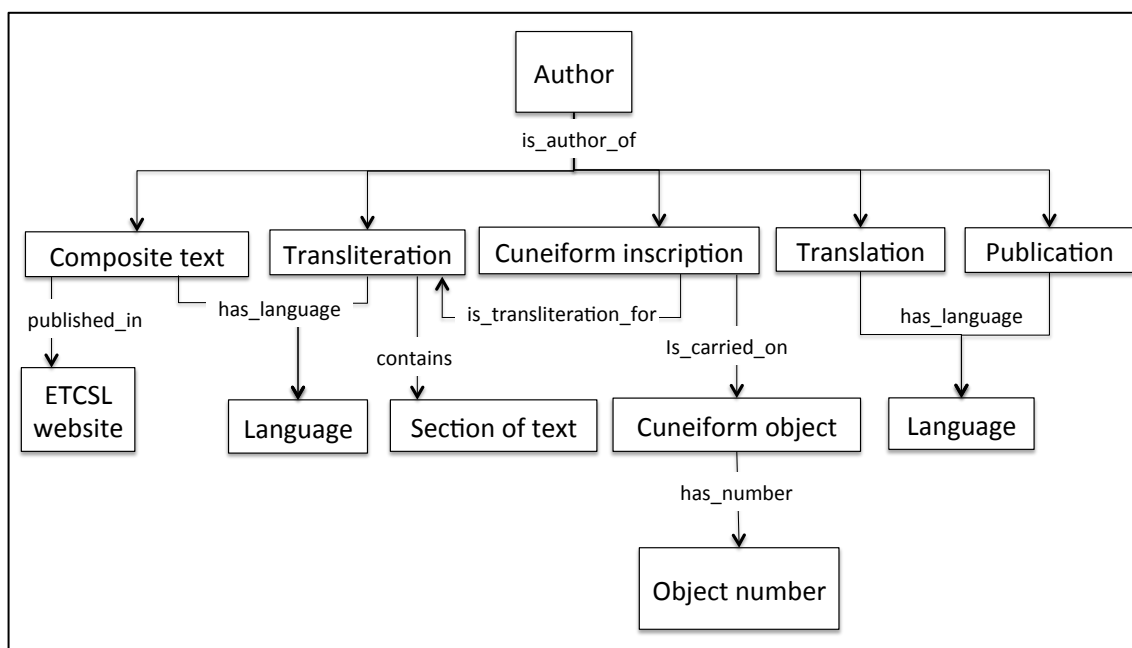 Author
is_author_of
Composite text
Transliteration
Cuneiform inscription
Translation
Publication
published_in
has_language
is_transliteration_for
has_language
contains
Is_carried_on
ETCSL
website
Language
Section of text
Cuneiform object
Language
has_number
Object number